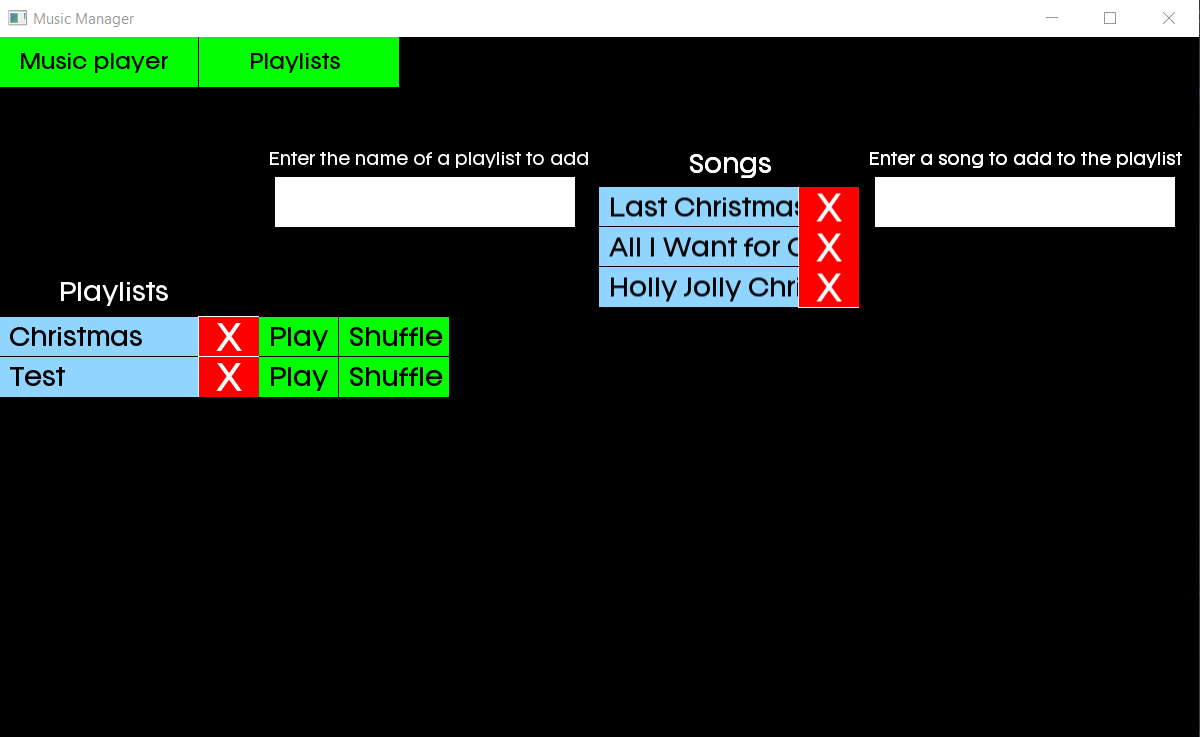 Music Manager
Music player
Playlists
Enter the name of a playlist to add
Songs
Enter a song to add to the playlist
Last Christmas X
All I Want for X
Holly Jolly Chri X
Playlists
Christmas X Play Shuffle
Test X Play Shuffle